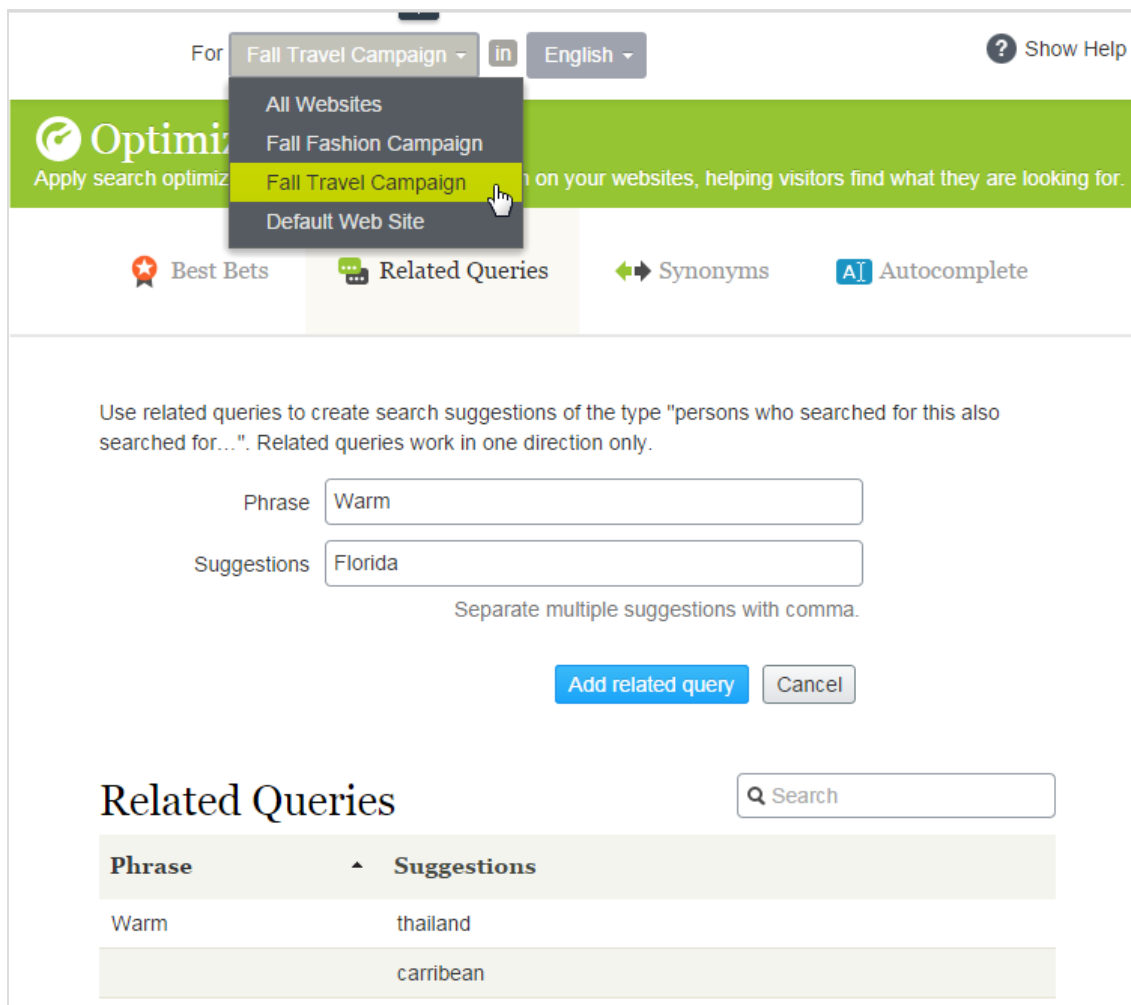 For Fall Travel Campaign in English Show Help
All Websites
Fall Fashion Campaign
Fall Travel Campaign
Default Web Site
Apply search on your websites, helping visitors find what they are looking for.
Best Bets Related Queries Synonyms Autocomplete
Use related queries to create search suggestions of the type "persons who searched for this also
searched for...". Related queries work in one direction only.
Phrase Warm
Suggestions Florida
Separate multiple suggestions with comma.
Add related query Cancel
Related Queries Search
Phrase Suggestions
Warm thailand
carribean